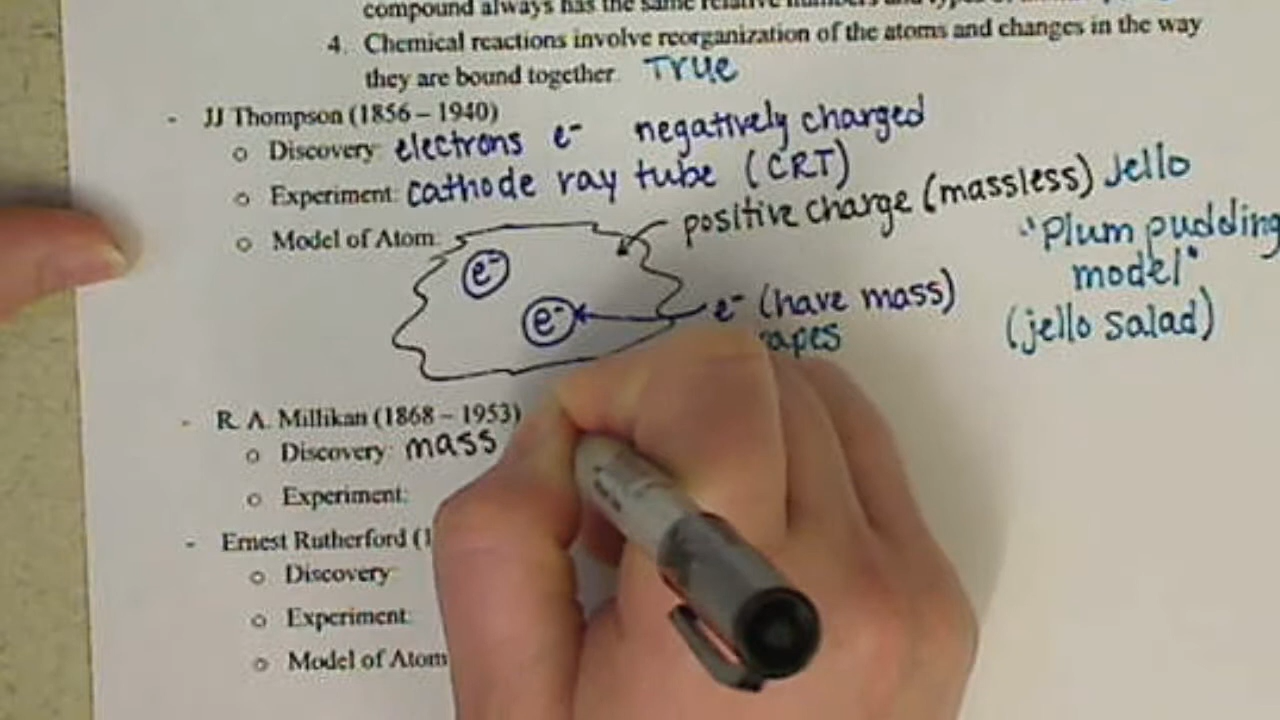 compound always has the same relative numbers and types of
4. Chemical reactions involve reorganization of the atoms and changes in the way
they are bound together. True
- JJ Thompson (1856 – 1940)
o Discovery: electrons e⁻ negatively charged
o Experiment: cathode ray tube (CRT)
positive charge (massless) Jello
o Model of Atom:
"Plum pudding
model"
e⁻
e⁻
e⁻ (have mass)
(jello salad)
- R. A. Millikan (1868 – 1953)
o Discovery: mass
o Experiment:
- Ernest Rutherford (1
o Discovery
o Experiment:
o Model of Atom